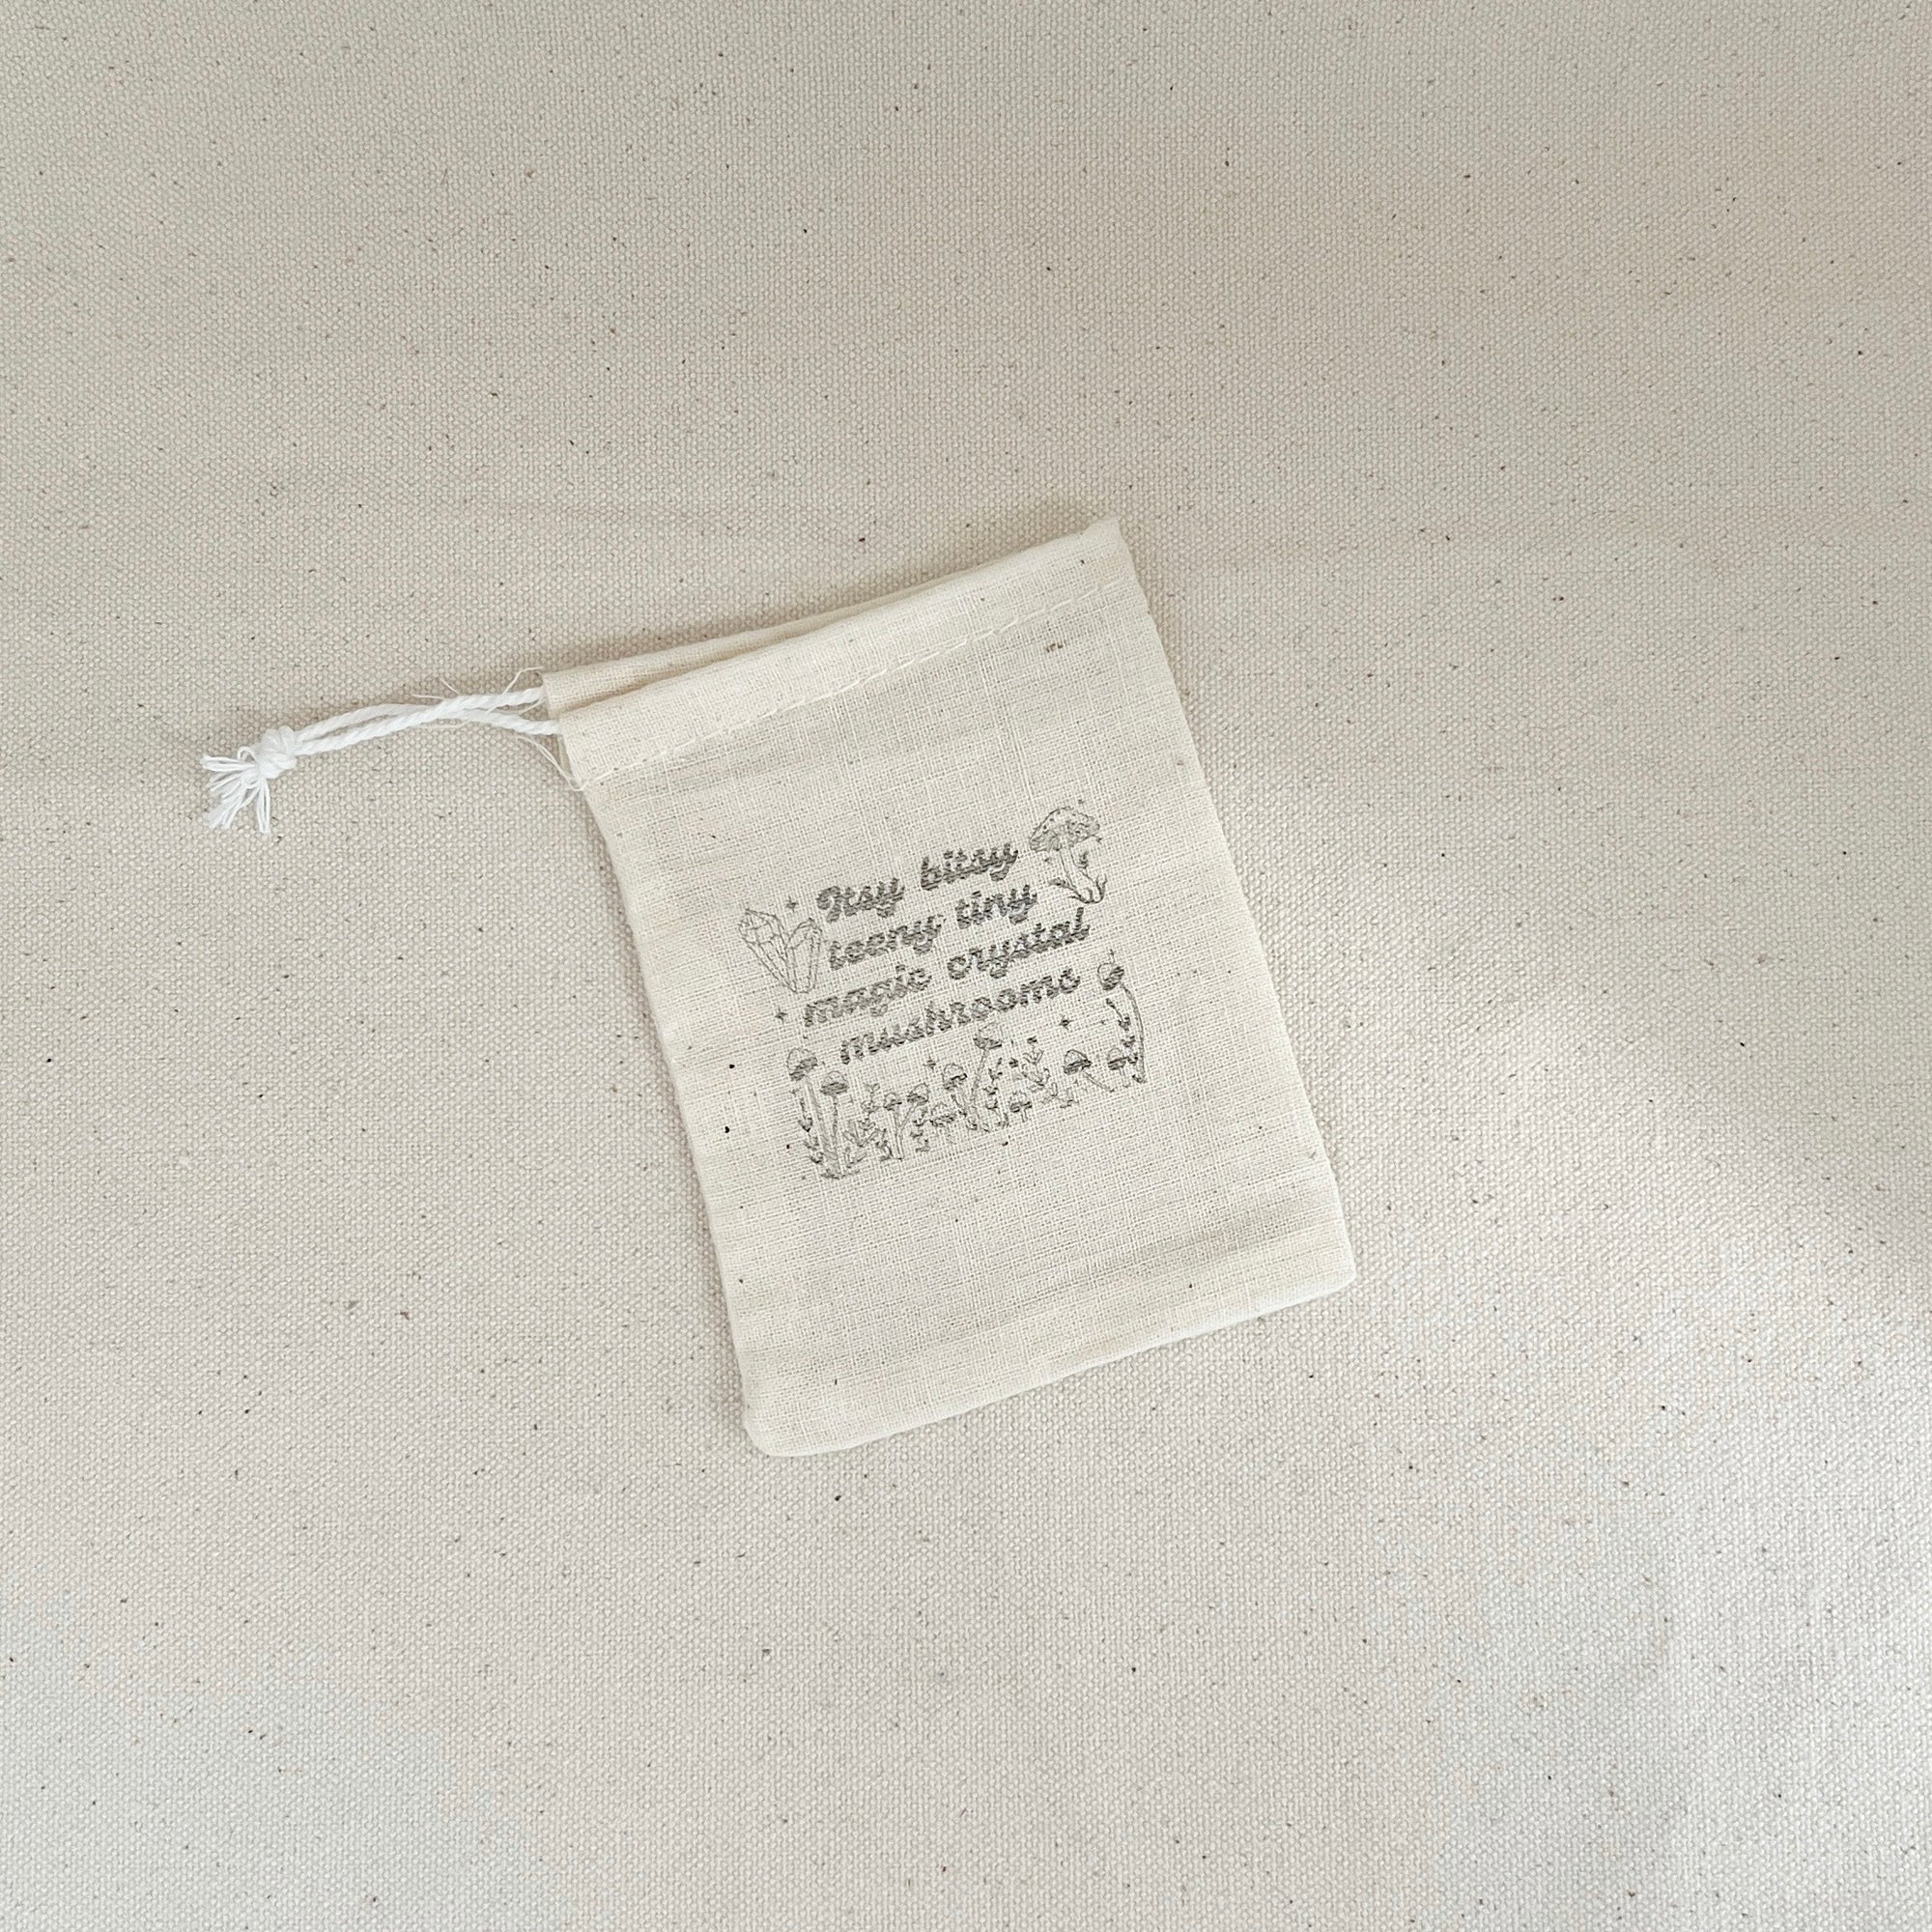 Itsy bitsy
teeny tiny
magic crystal
mushrooms